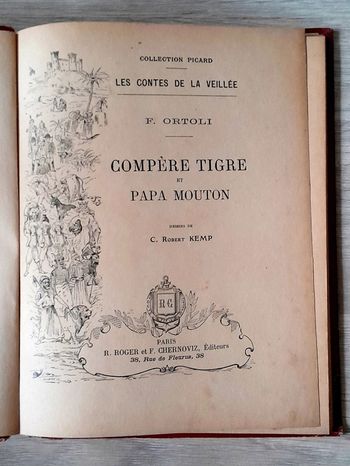 COLLECTION PICARD
LES CONTES DE LA VEILLÉE
F. ORTOLI
COMPÈRE TIGRE
ET
PAPA MOUTON
DESSINS DE
C. ROBERT KEMP
RG
PARIS
R. ROGER et F. CHERNOVIZ, Éditeurs
38, Rue de Fleurus, 38